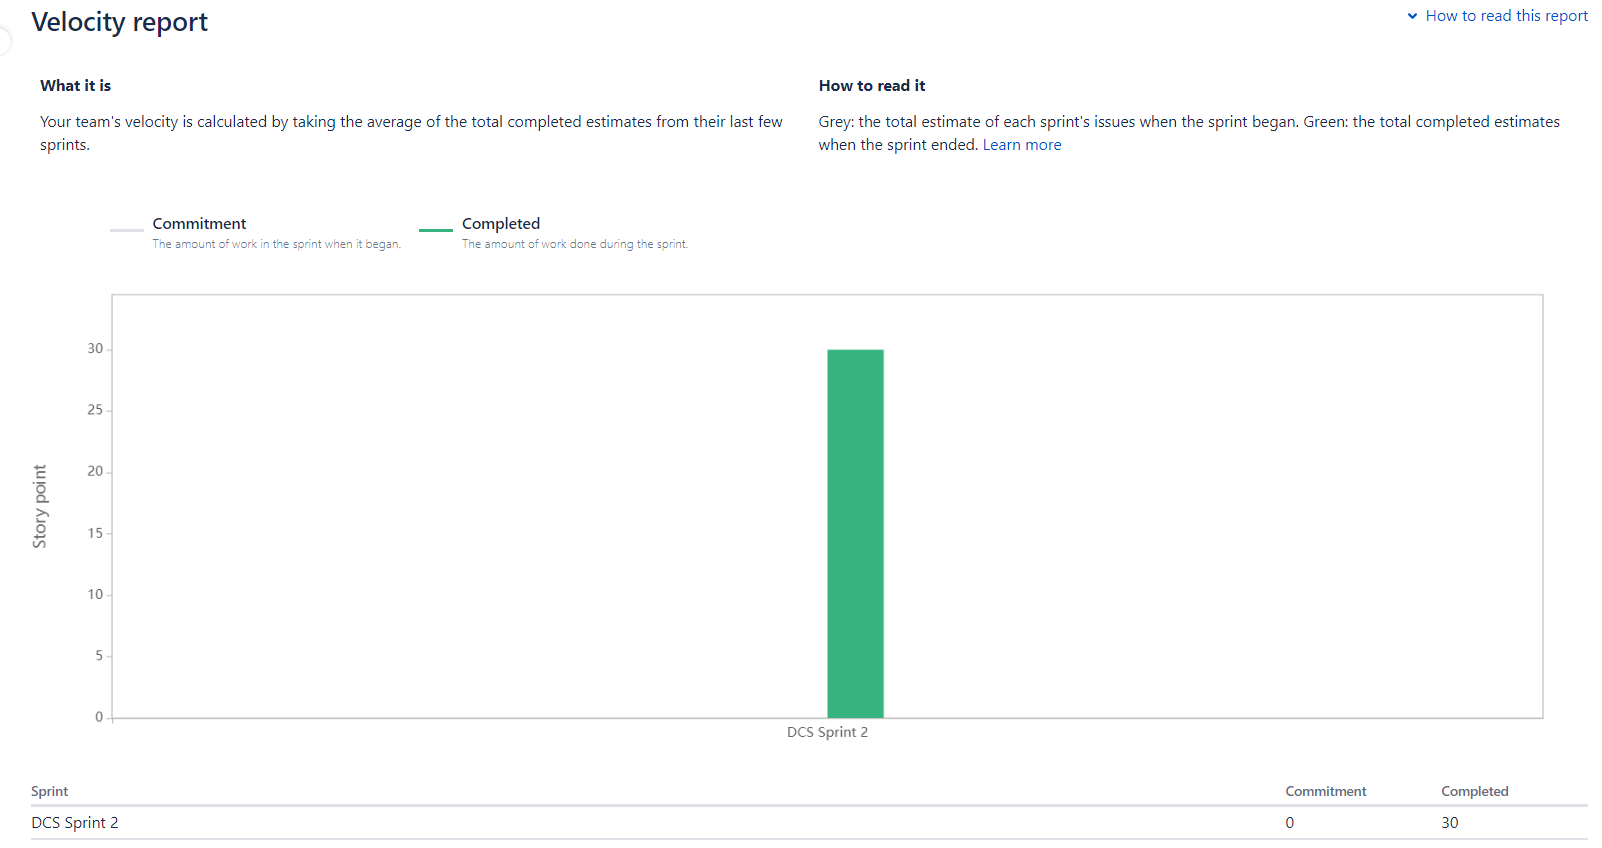 Velocity report
How to read this report
What it is
Your team's velocity is calculated by taking the average of the total completed estimates from their last few
sprints.
How to read it
Grey: the total estimate of each sprint's issues when the sprint began. Green: the total completed estimates
when the sprint ended. Learn more
Commitment
The amount of work in the sprint when it began.
Completed
The amount of work done during the sprint.
Story point
30
25
20
15
10
5
0
DCS Sprint 2
Sprint Commitment Completed
DCS Sprint 2 0 30